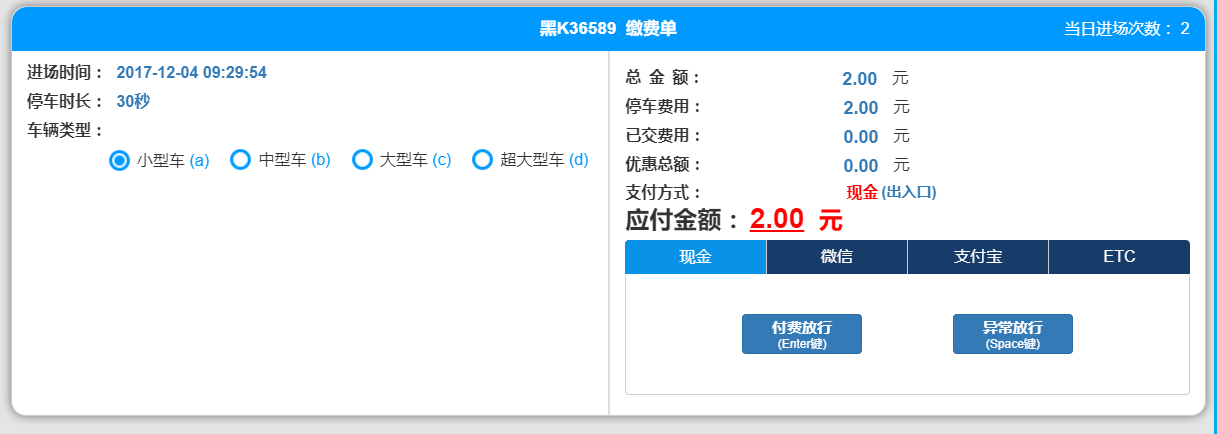 黑K36589 缴费单
当日进场次数： 2
进场时间： 2017-12-04 09:29:54
停车时长： 30秒
车辆类型：
小型车 (a) 中型车 (b) 大型车 (c) 超大型车 (d)
总 金 额： 2.00 元
停车费用： 2.00 元
已交费用： 0.00 元
优惠总额： 0.00 元
支付方式： 现金 (出入口)
应付金额： 2.00 元
现金 微信 支付宝 ETC
付费放行 异常放行
(Enter键) (Space键)